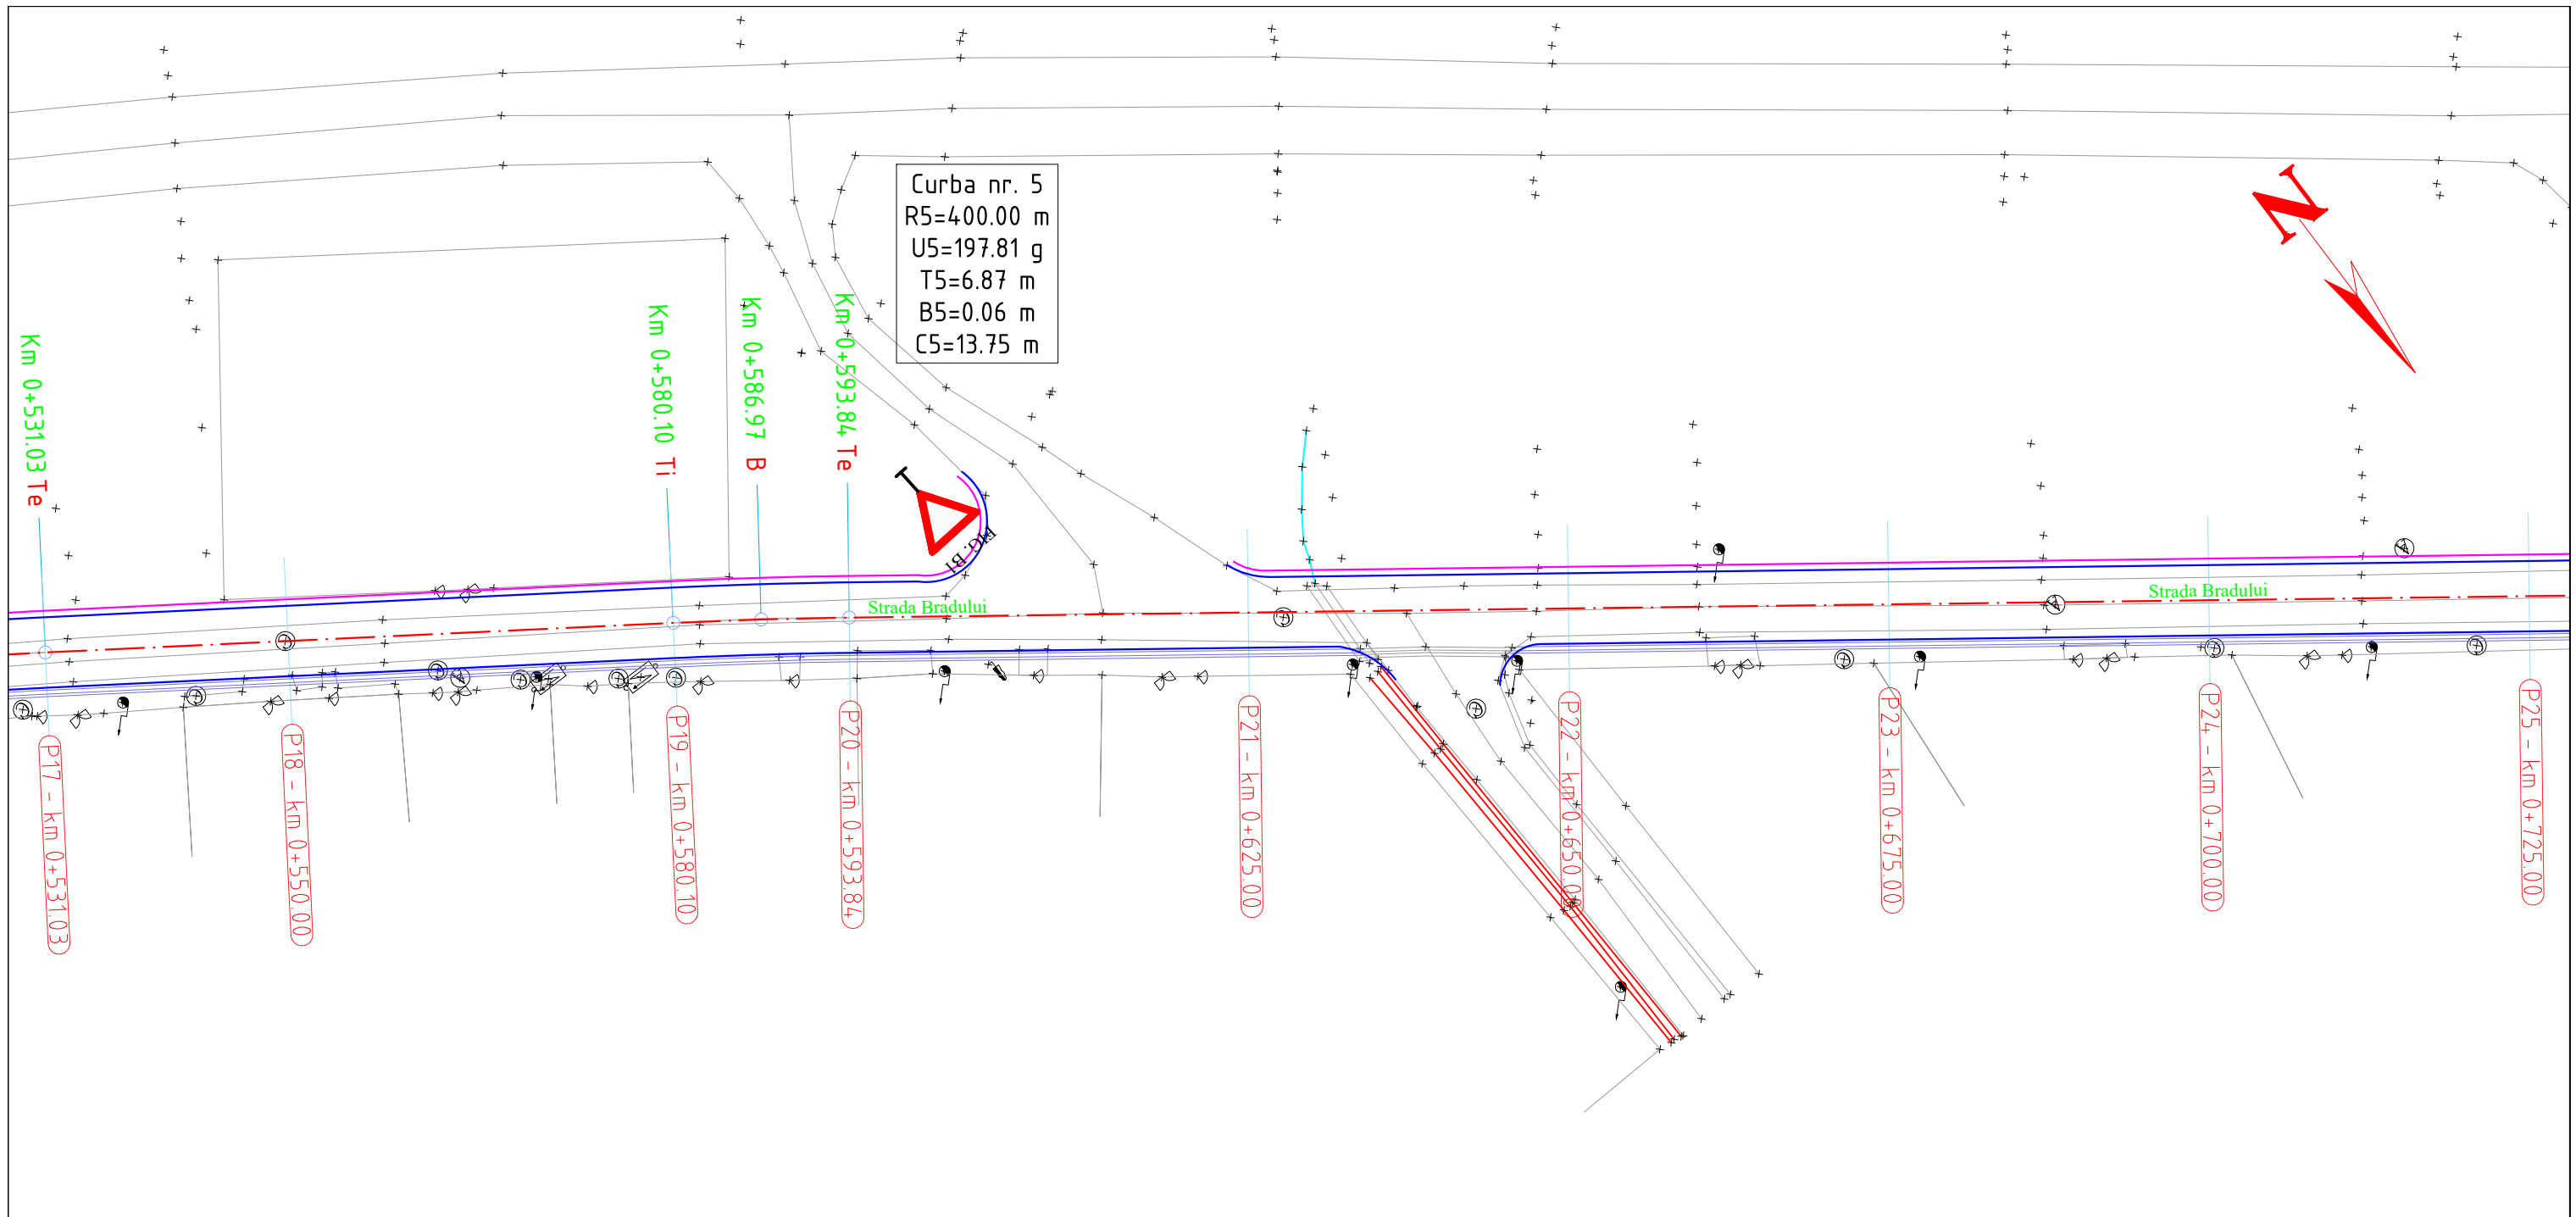 Curba nr. 5
R5=400.00 m
U5=197.81 g
T5=6.87 m
B5=0.06 m
C5=13.75 m
N
Km 0+531.03 Te
Km 0+580.10 Ti
Km 0+586.97 B
Km 0+593.84 Te
FIG. B1
Strada Bradului
Strada Bradului
P17 - km 0+531.03
P18 - km 0+550.00
P19 - km 0+580.10
P20 - km 0+593.84
P21 - km 0+625.00
P22 - km 0+650.00
P23 - km 0+675.00
P24 - km 0+700.00
P25 - km 0+725.00